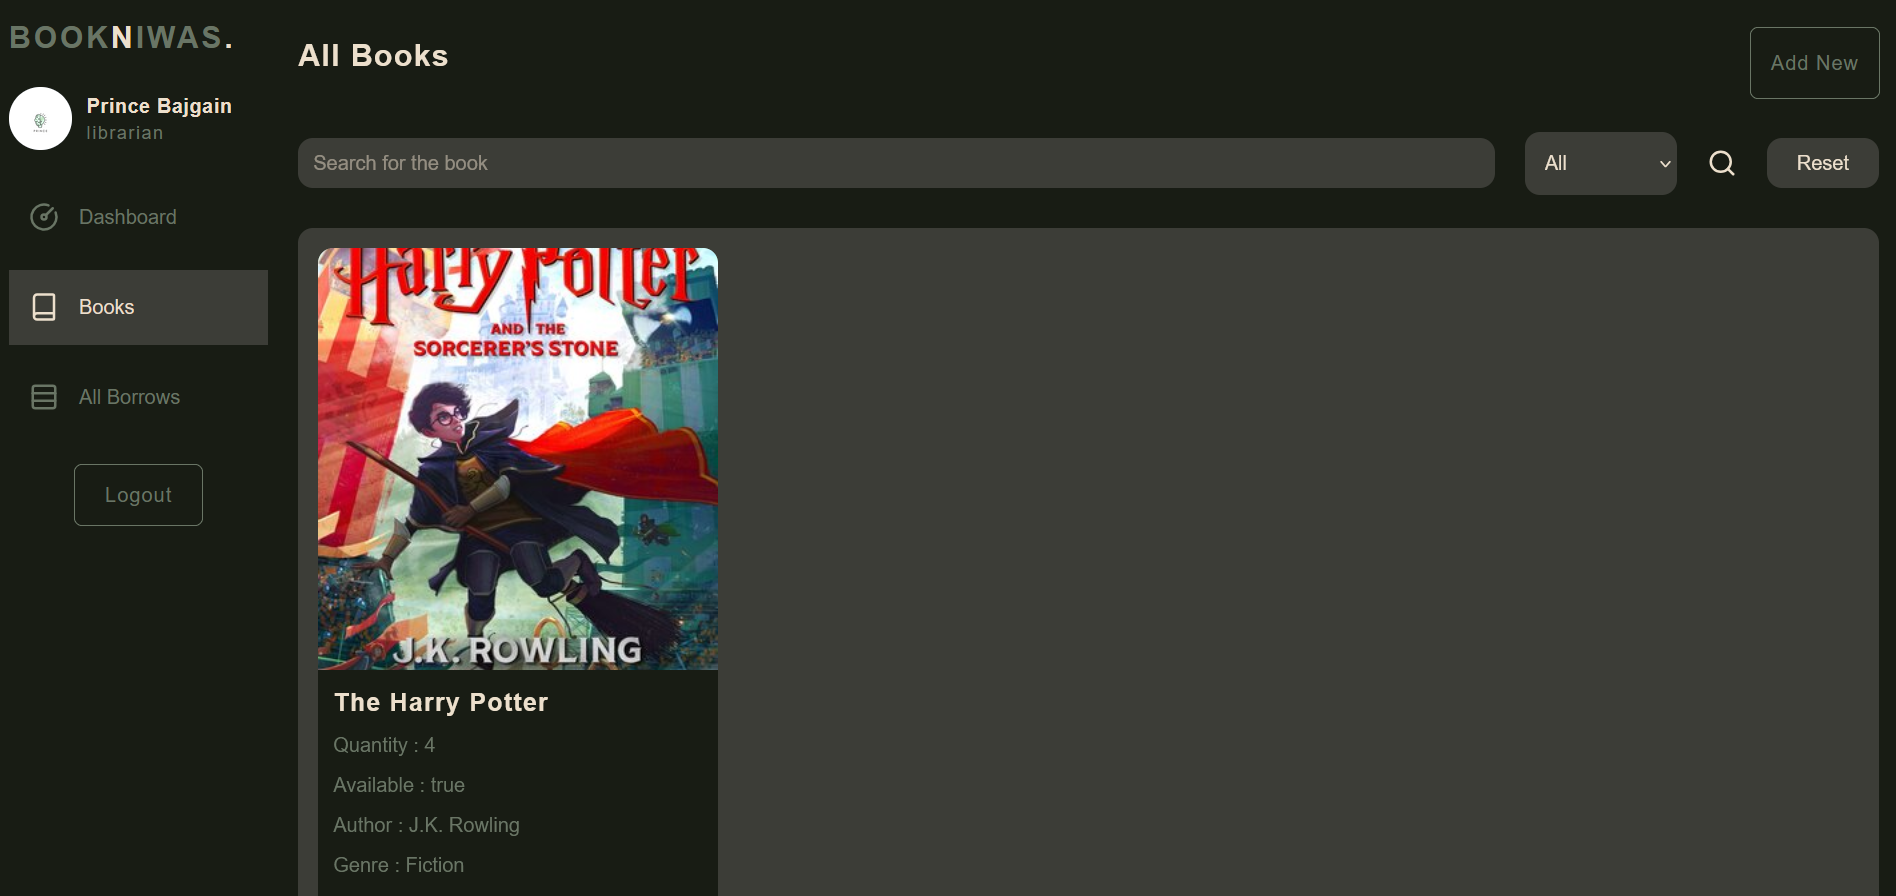 BOOKNIWAS.
Prince Bajgain
librarian
Dashboard
Books
All Borrows
Logout
All Books
Add New
Search for the book
All
Reset
Harry Potter
AND THE
SORCERER'S STONE
J.K. ROWLING
The Harry Potter
Quantity : 4
Available : true
Author : J.K. Rowling
Genre : Fiction